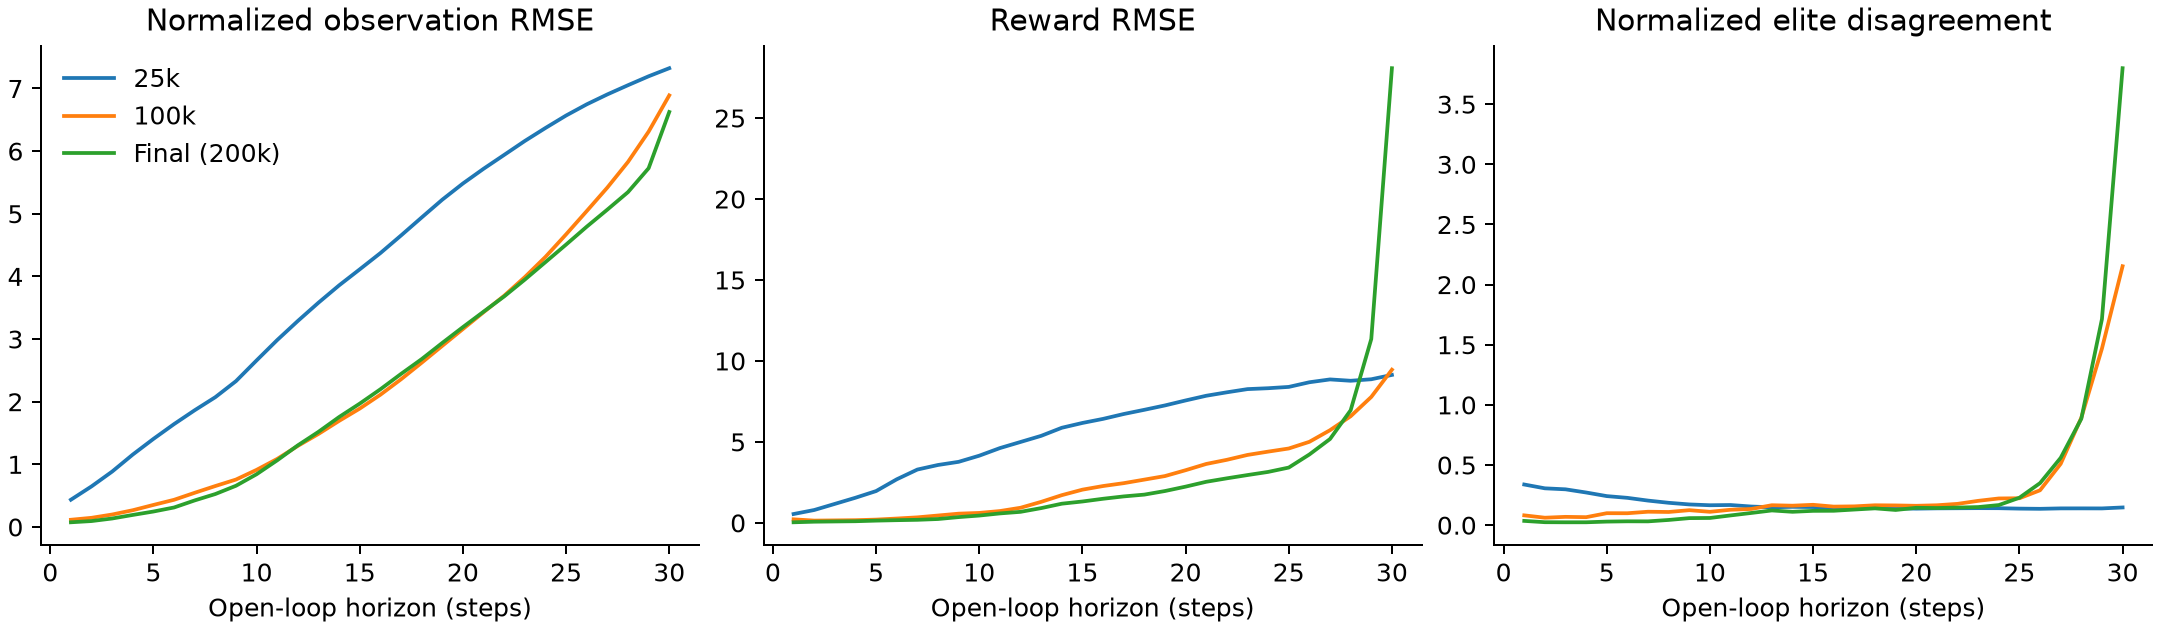 Normalized observation RMSE
7
6
5
4
3
2
1
0
25k
100k
Final (200k)
0 5 10 15 20 25 30
Open-loop horizon (steps)
Reward RMSE
25
20
15
10
5
0
0 5 10 15 20 25 30
Open-loop horizon (steps)
Normalized elite disagreement
3.5
3.0
2.5
2.0
1.5
1.0
0.5
0.0
0 5 10 15 20 25 30
Open-loop horizon (steps)